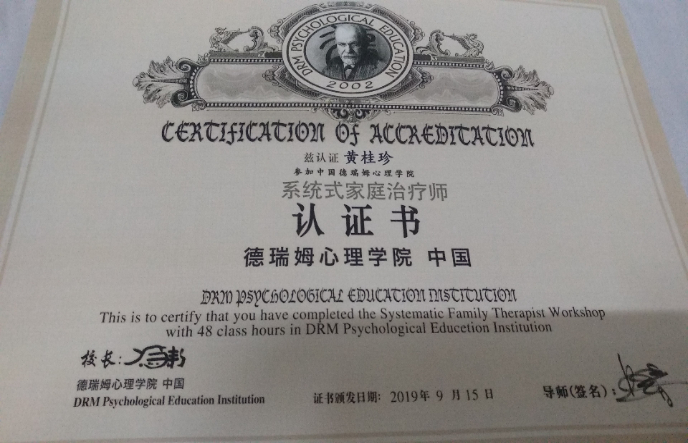 DRM PSYCHOLOGICAL EDUCATION
2002
CERTIFICATION OF ACCREDITATION
兹认证 黄桂珍
参加中国德瑞姆心理学院
系统式家庭治疗师
认证书
德瑞姆心理学院 中国
DRM PSYCHOLOGICAL EDUCATION INSTITUTION
This is to certify that you have completed the Systematic Family Therapist Workshop
with 48 class hours in DRM Psychological Educetion Institution
校长:
德瑞姆心理学院 中国
DRM Psychological Education Institution
证书颁发日期: 2019年 9 月 15 日
导师(签名):